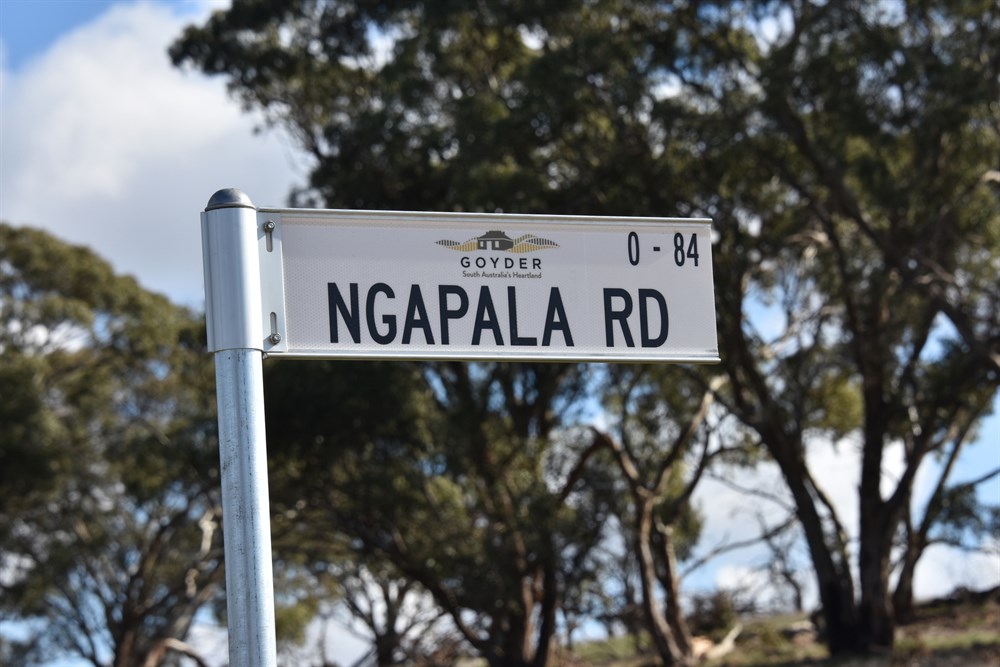 0 - 84
GOYDER
South Australia's Heartland
NGAPALA RD